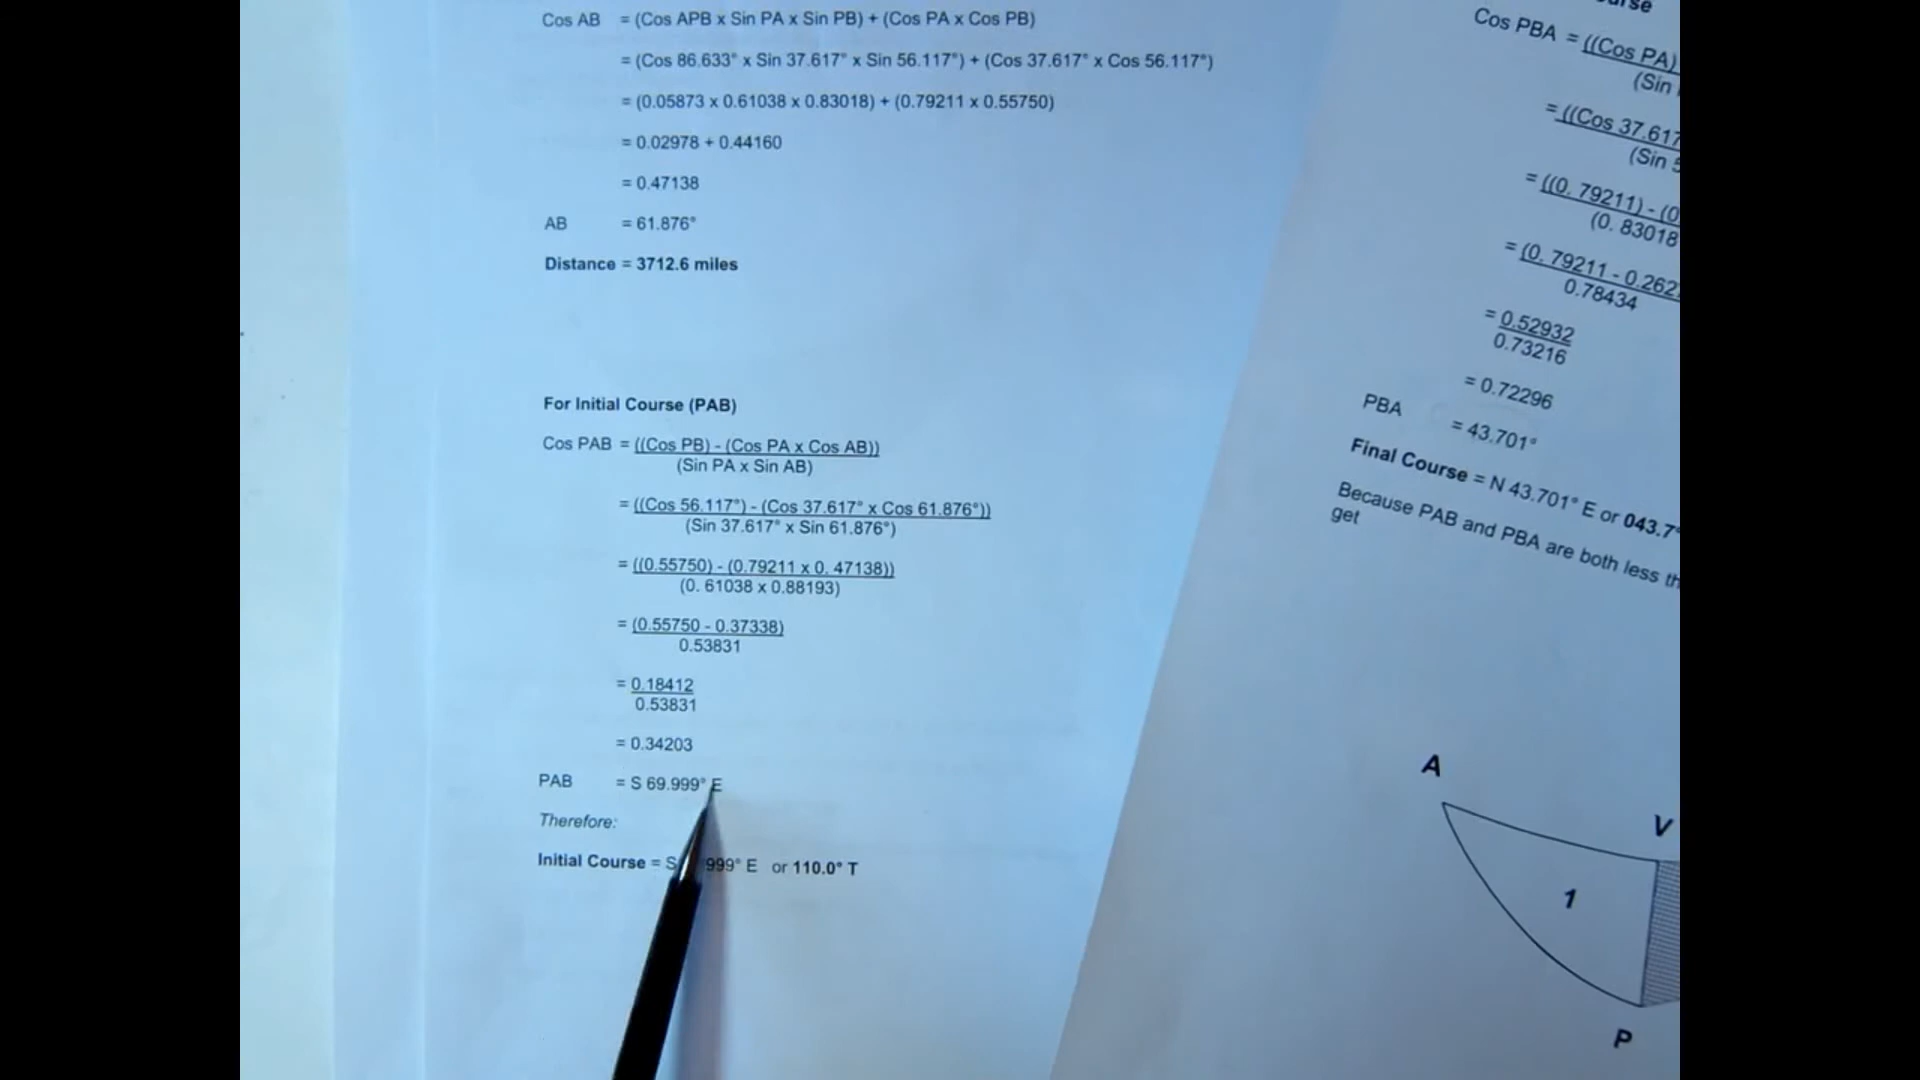 Cos AB = (Cos APB x Sin PA x Sin PB) + (Cos PA x Cos PB)
= (Cos 86.633° x Sin 37.617° x Sin 56.117°) + (Cos 37.617° x Cos 56.117°)
= (0.05873 x 0.61038 x 0.83018) + (0.79211 x 0.55750)
= 0.02978 + 0.44160
= 0.47138
AB = 61.876°
Distance = 3712.6 miles
For Initial Course (PAB)
Cos PAB = ((Cos PB) - (Cos PA x Cos AB))
(Sin PA x Sin AB)
= ((Cos 56.117°) - (Cos 37.617° x Cos 61.876°))
(Sin 37.617° x Sin 61.876°)
= ((0.55750) - (0.79211 x 0. 47138))
(0. 61038 x 0.88193)
= (0.55750 - 0.37338)
0.53831
= 0.18412
0.53831
= 0.34203
PAB = S 69.999° E
Therefore:
Initial Course = S 999° E or 110.0° T
Cos PBA = ((Cos PA)
(Sin
= ((Cos 37.617
(Sin 5
= ((0. 79211) - (0
(0. 83018
= (0. 79211 - 0.262
0.78434
= 0.52932
0.73216
= 0.72296
PBA = 43.701°
Final Course = N 43.701° E or 043.7°
Because PAB and PBA are both less th
get
A
V
1
P